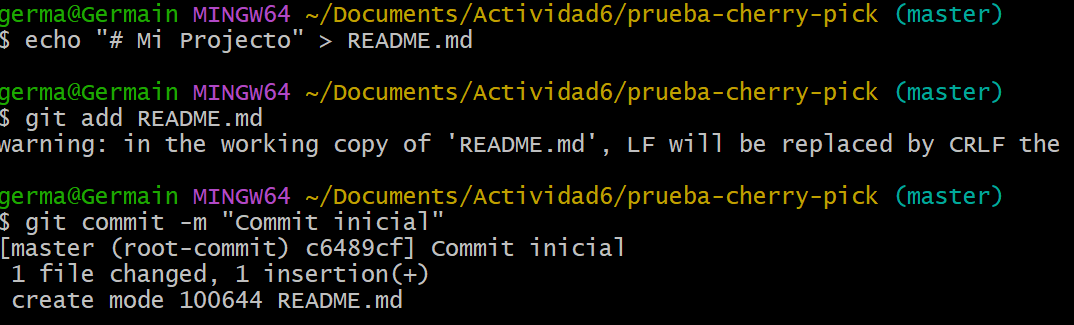 germa@Germain MINGW64 ~/Documents/Actividad6/prueba-cherry-pick (master)
$ echo "# Mi Projecto" > README.md
germa@Germain MINGW64 ~/Documents/Actividad6/prueba-cherry-pick (master)
$ git add README.md
warning: in the working copy of 'README.md', LF will be replaced by CRLF the
germa@Germain MINGW64 ~/Documents/Actividad6/prueba-cherry-pick (master)
$ git commit -m "Commit inicial"
[master (root-commit) c6489cf] Commit inicial
 1 file changed, 1 insertion(+)
 create mode 100644 README.md